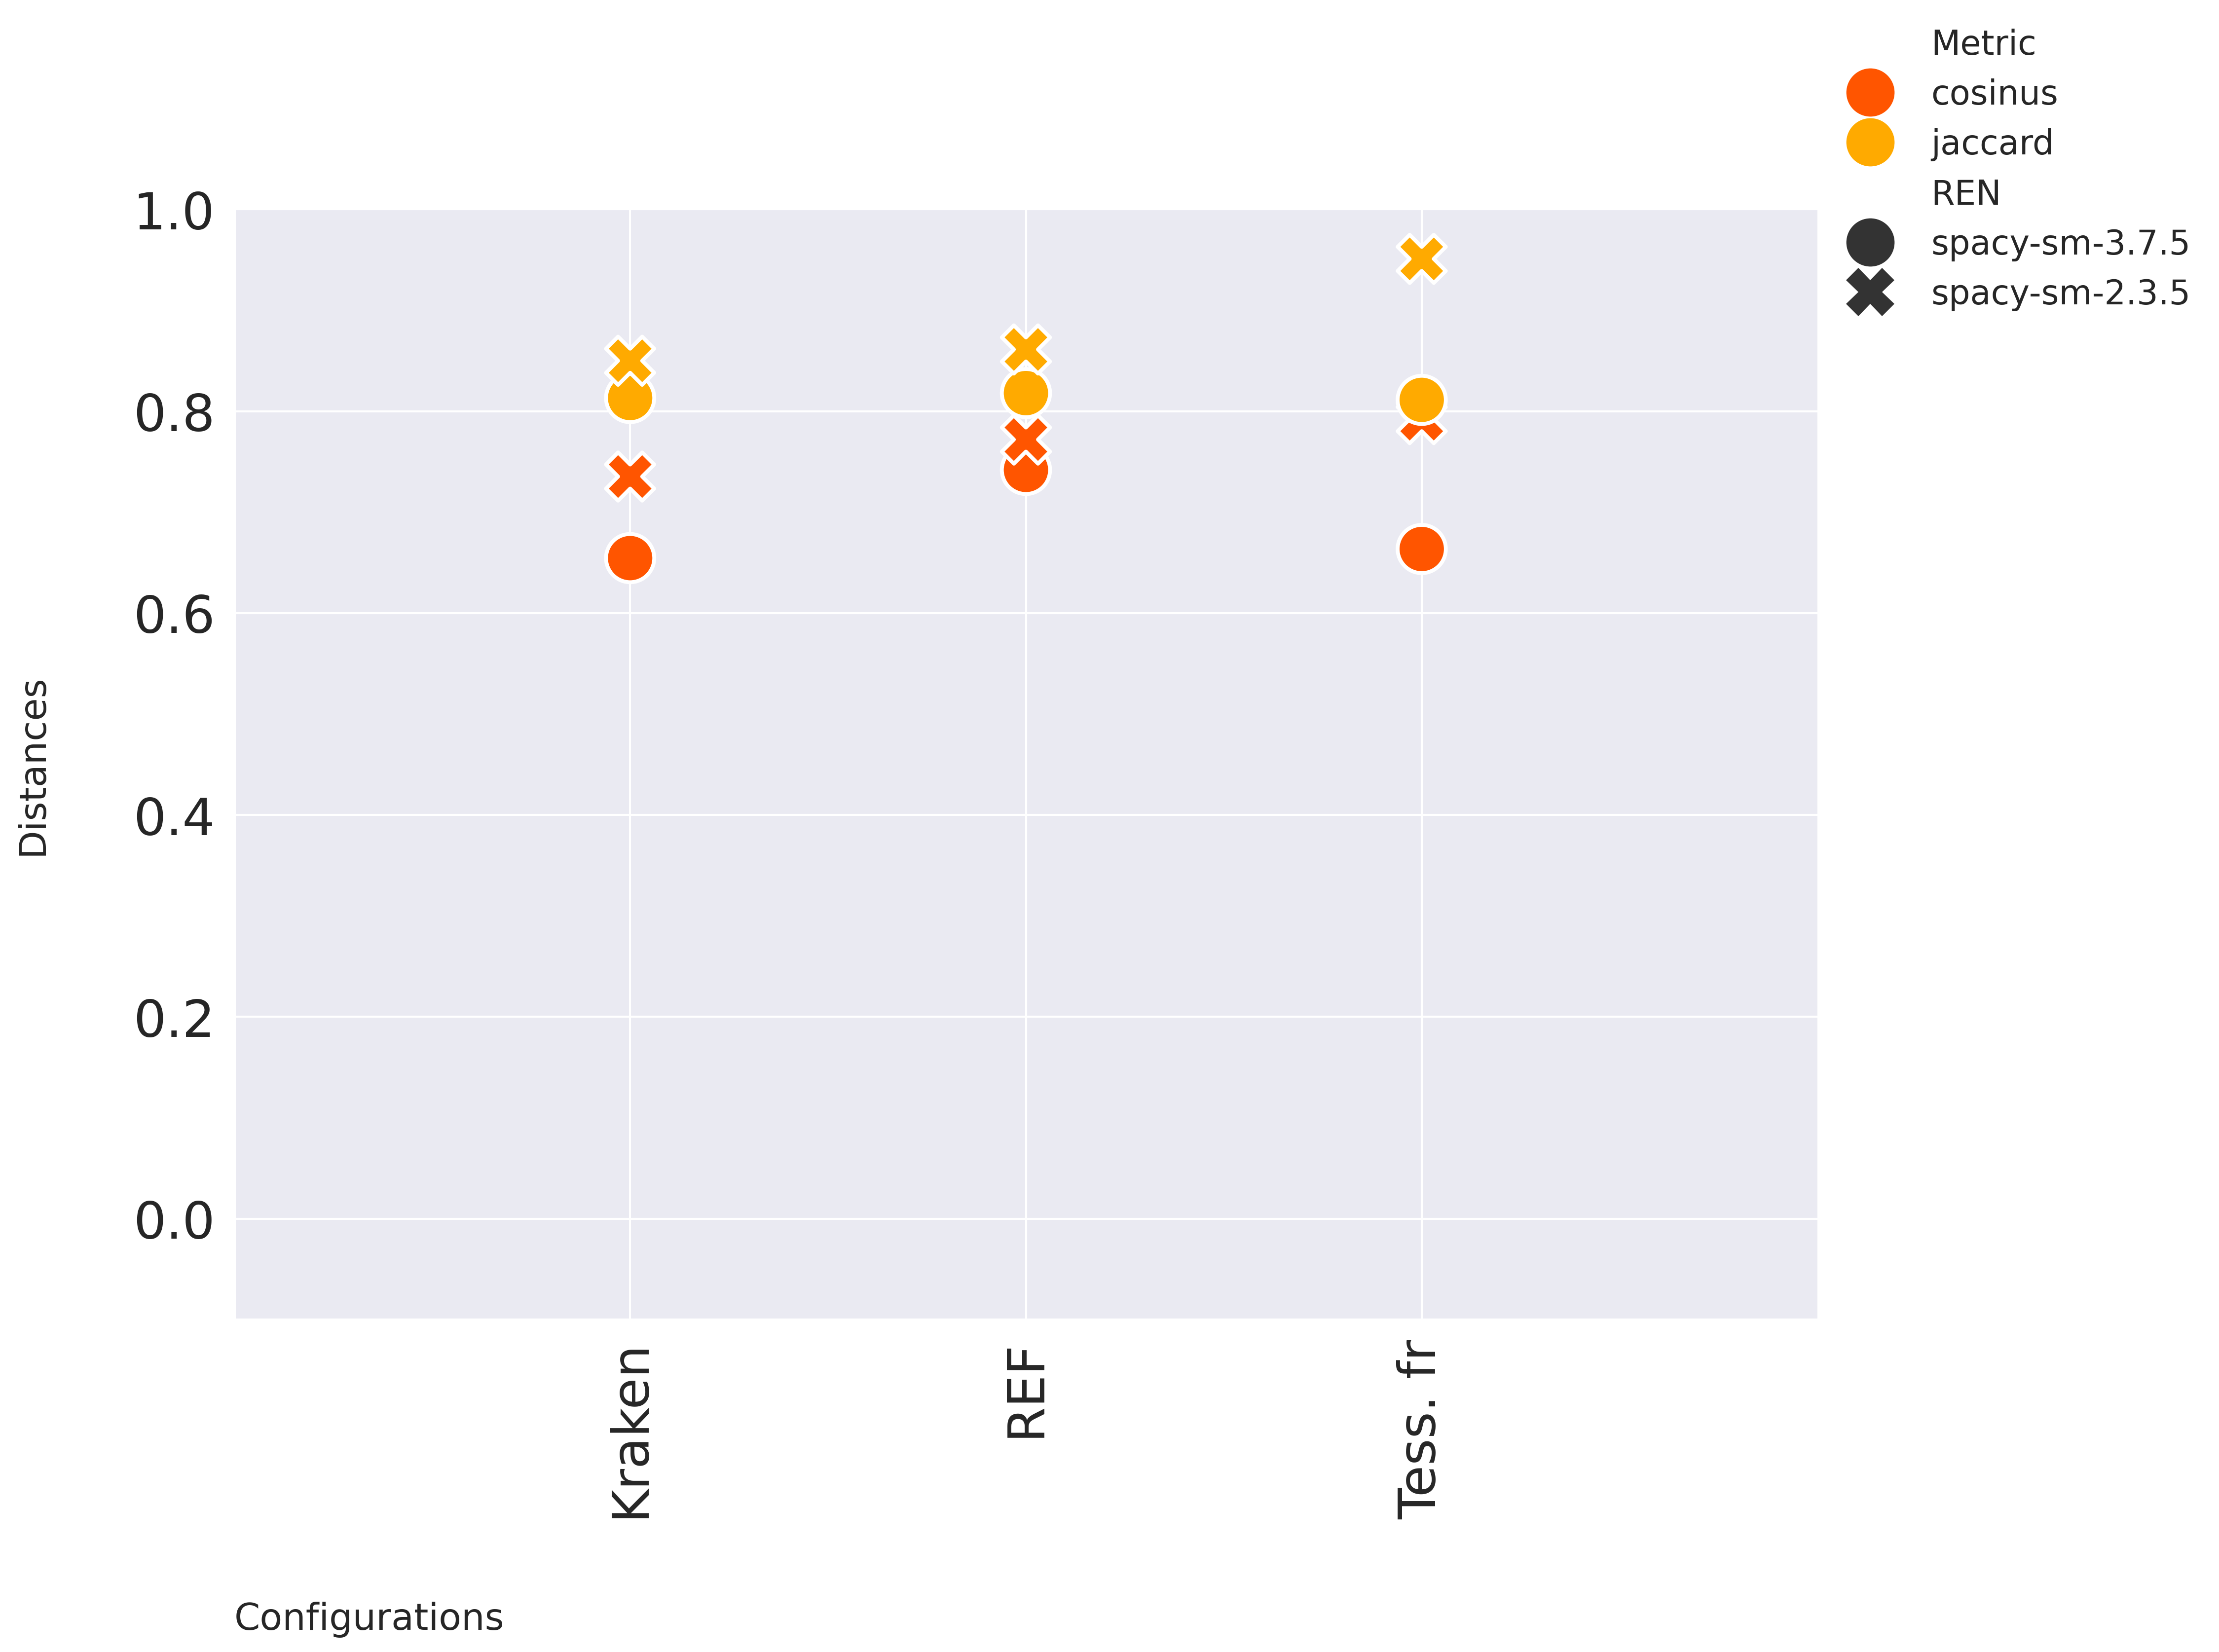 Metric
cosinus
jaccard
REN
spacy-sm-3.7.5
spacy-sm-2.3.5
1.0
0.8
0.6
0.4
0.2
0.0
Distances
Kraken
REF
Tess. fr
Configurations